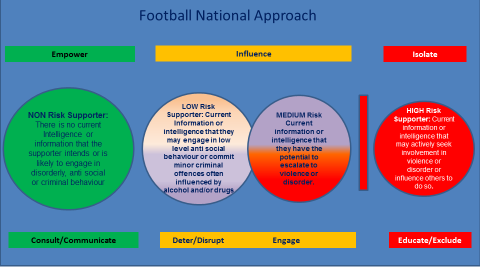 Football National Approach
Empower
Influence
Isolate
NON Risk Supporter:
There is no current
Intelligence or
information that the
supporter intends or is
likely to engage in
disorderly, anti social
or criminal behaviour
LOW Risk
Supporter: Current
Information or
intelligence that they
may engage in low
level anti social
behaviour or commit
minor criminal
offences often
influenced by
alcohol and/or drugs
MEDIUM Risk
Current
information or
intelligence that
they have the
potential to
escalate to
violence or
disorder
HIGH Risk
Supporter: Current
information or
intelligence that
may actively seek
involvement in
violence or
disorder or
influence others to
do so.
Consult/Communicate
Deter/Disrupt Engage
Educate/Exclude